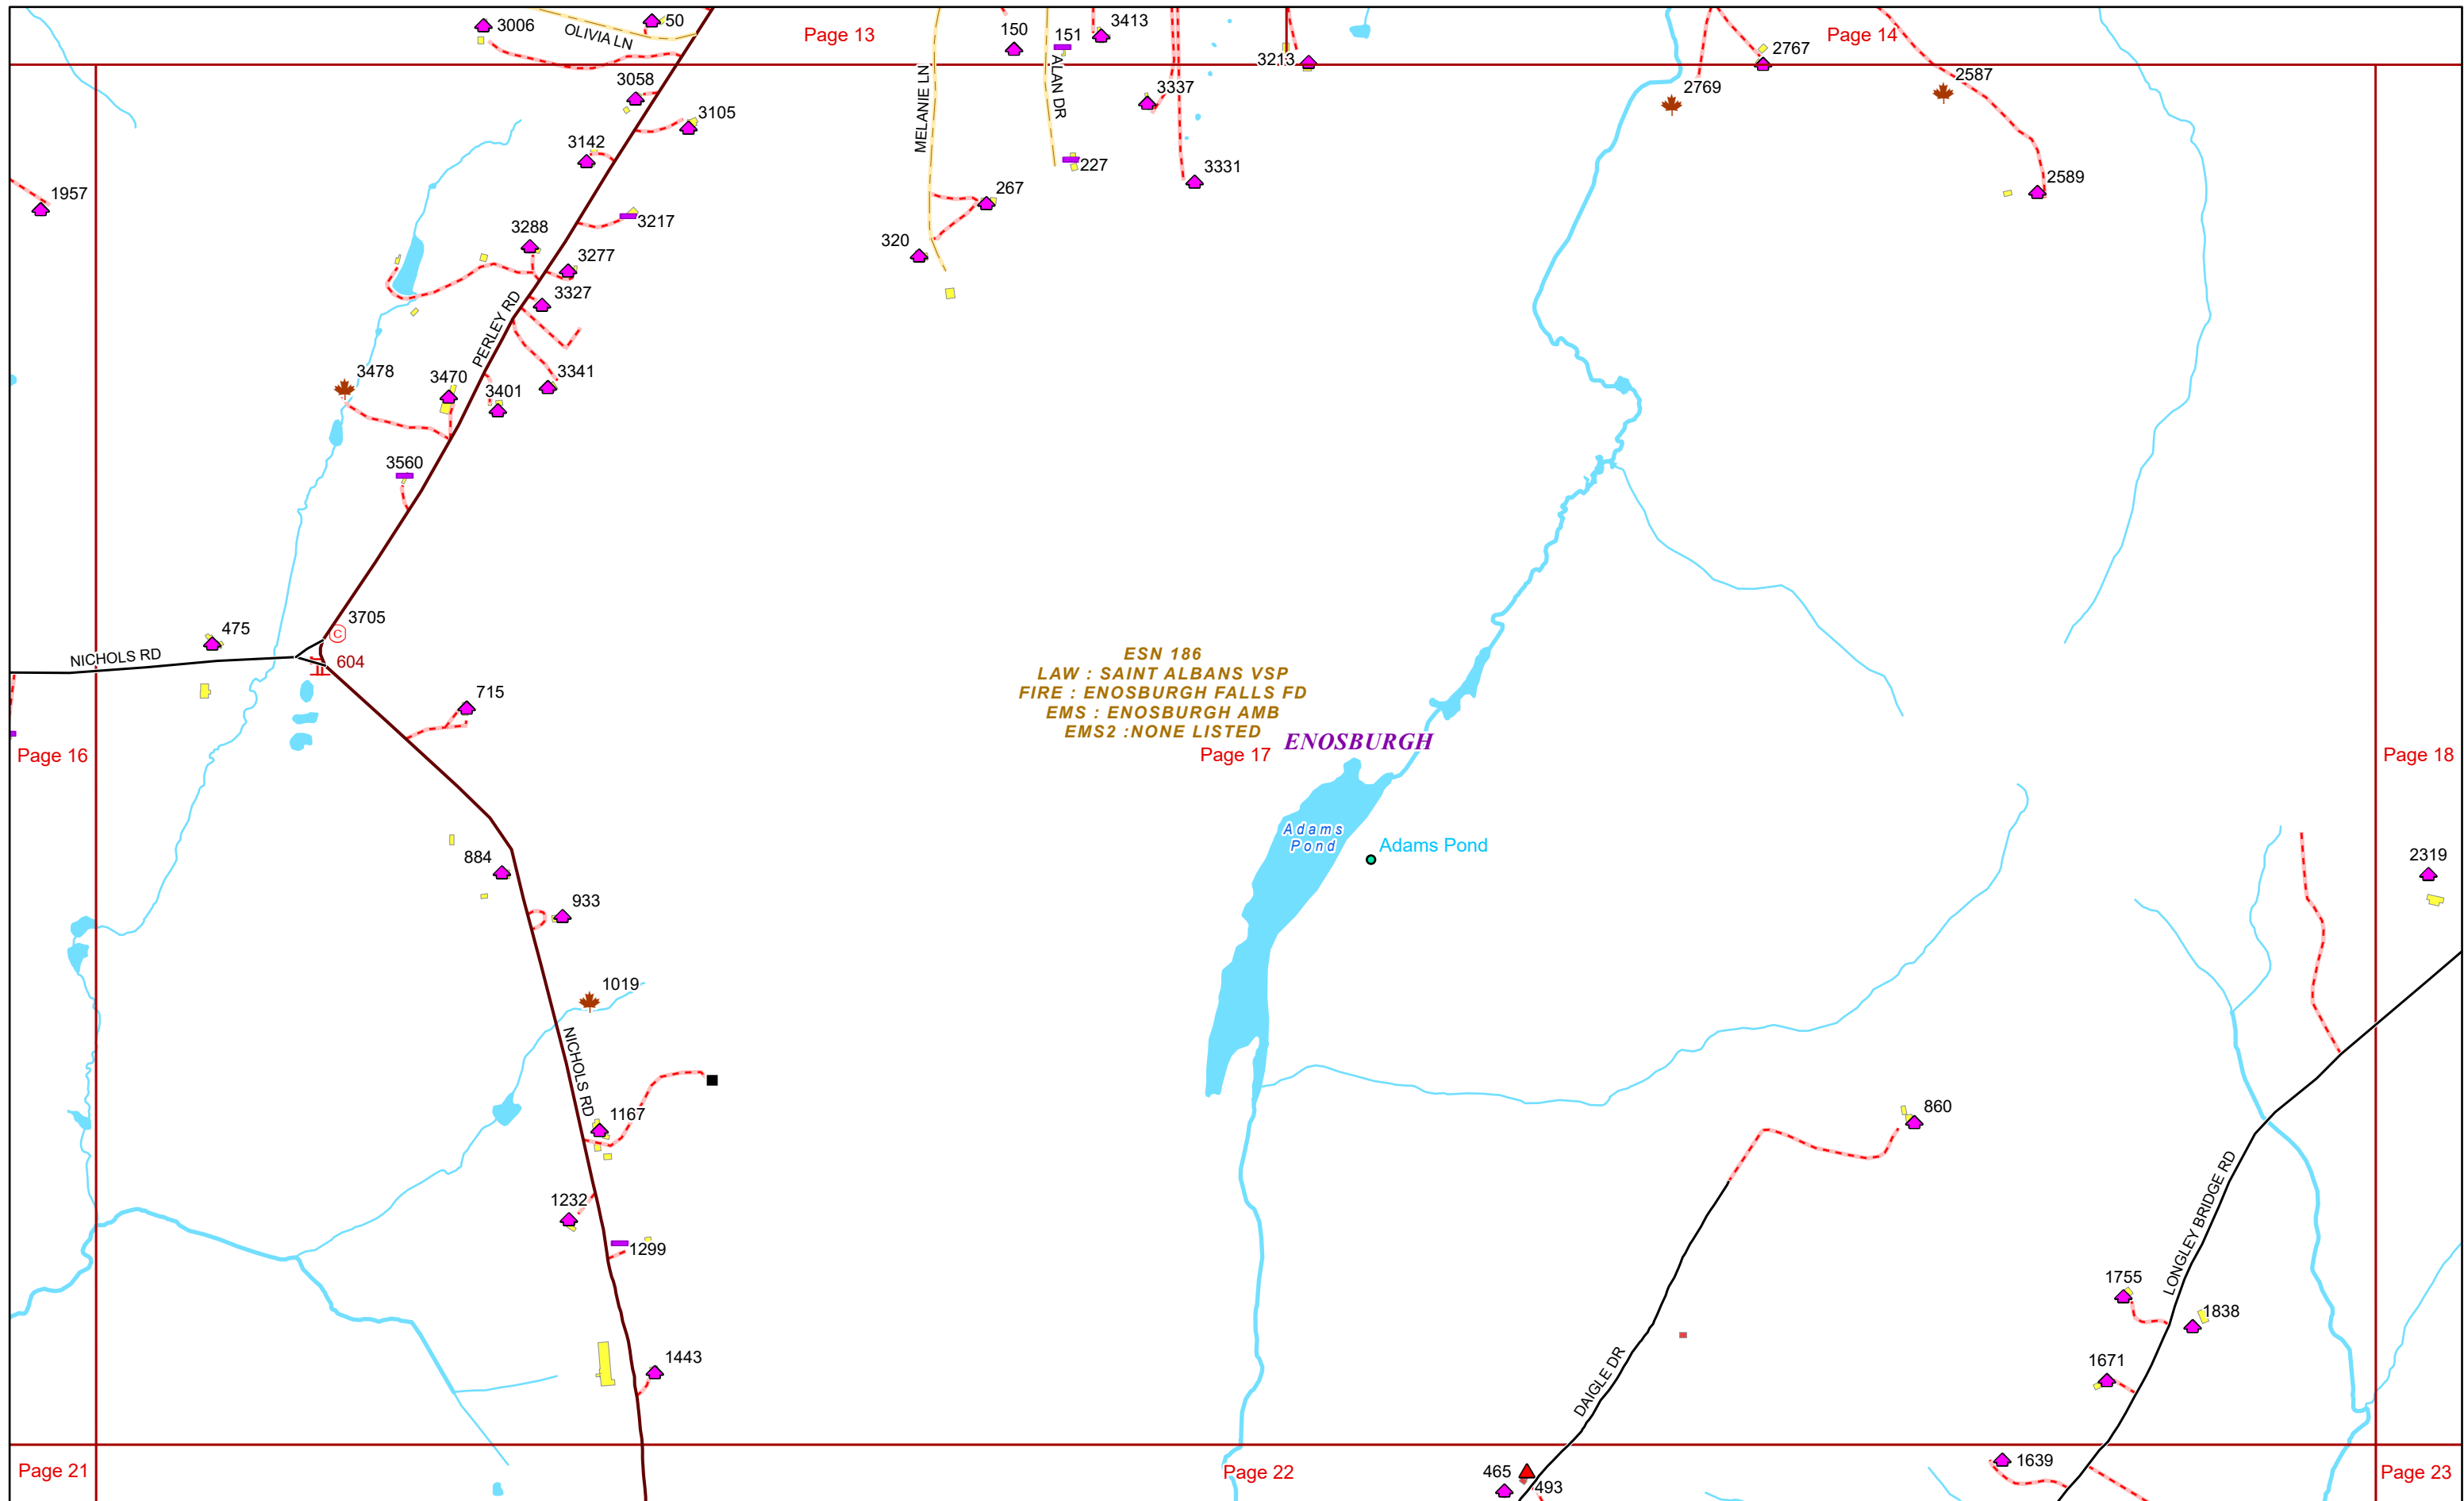 3006
OLIVIA LN
50
Page 13
150
151
3413
ALAN DR
3213
2767
Page 14
2587
2769
3058
3105
3142
MELANIE LN
3337
3331
227
267
320
2589
1957
3217
3288
3277
3327
PERLEY RD
3478
3470
3401
3341
3560
3705
C
604
475
NICHOLS RD
715
ESN 186
LAW : SAINT ALBANS VSP
FIRE : ENOSBURGH FALLS FD
EMS : ENOSBURGH AMB
EMS2 :NONE LISTED
ENOSBURGH
Page 16
Page 17
Page 18
Adams
Pond
Adams Pond
884
933
2319
1019
NICHOLS RD
1167
860
1232
1299
LONGLEY BRIDGE RD
1755
1838
1443
1671
DAIGLE DR
Page 21
Page 22
465
493
1639
Page 23